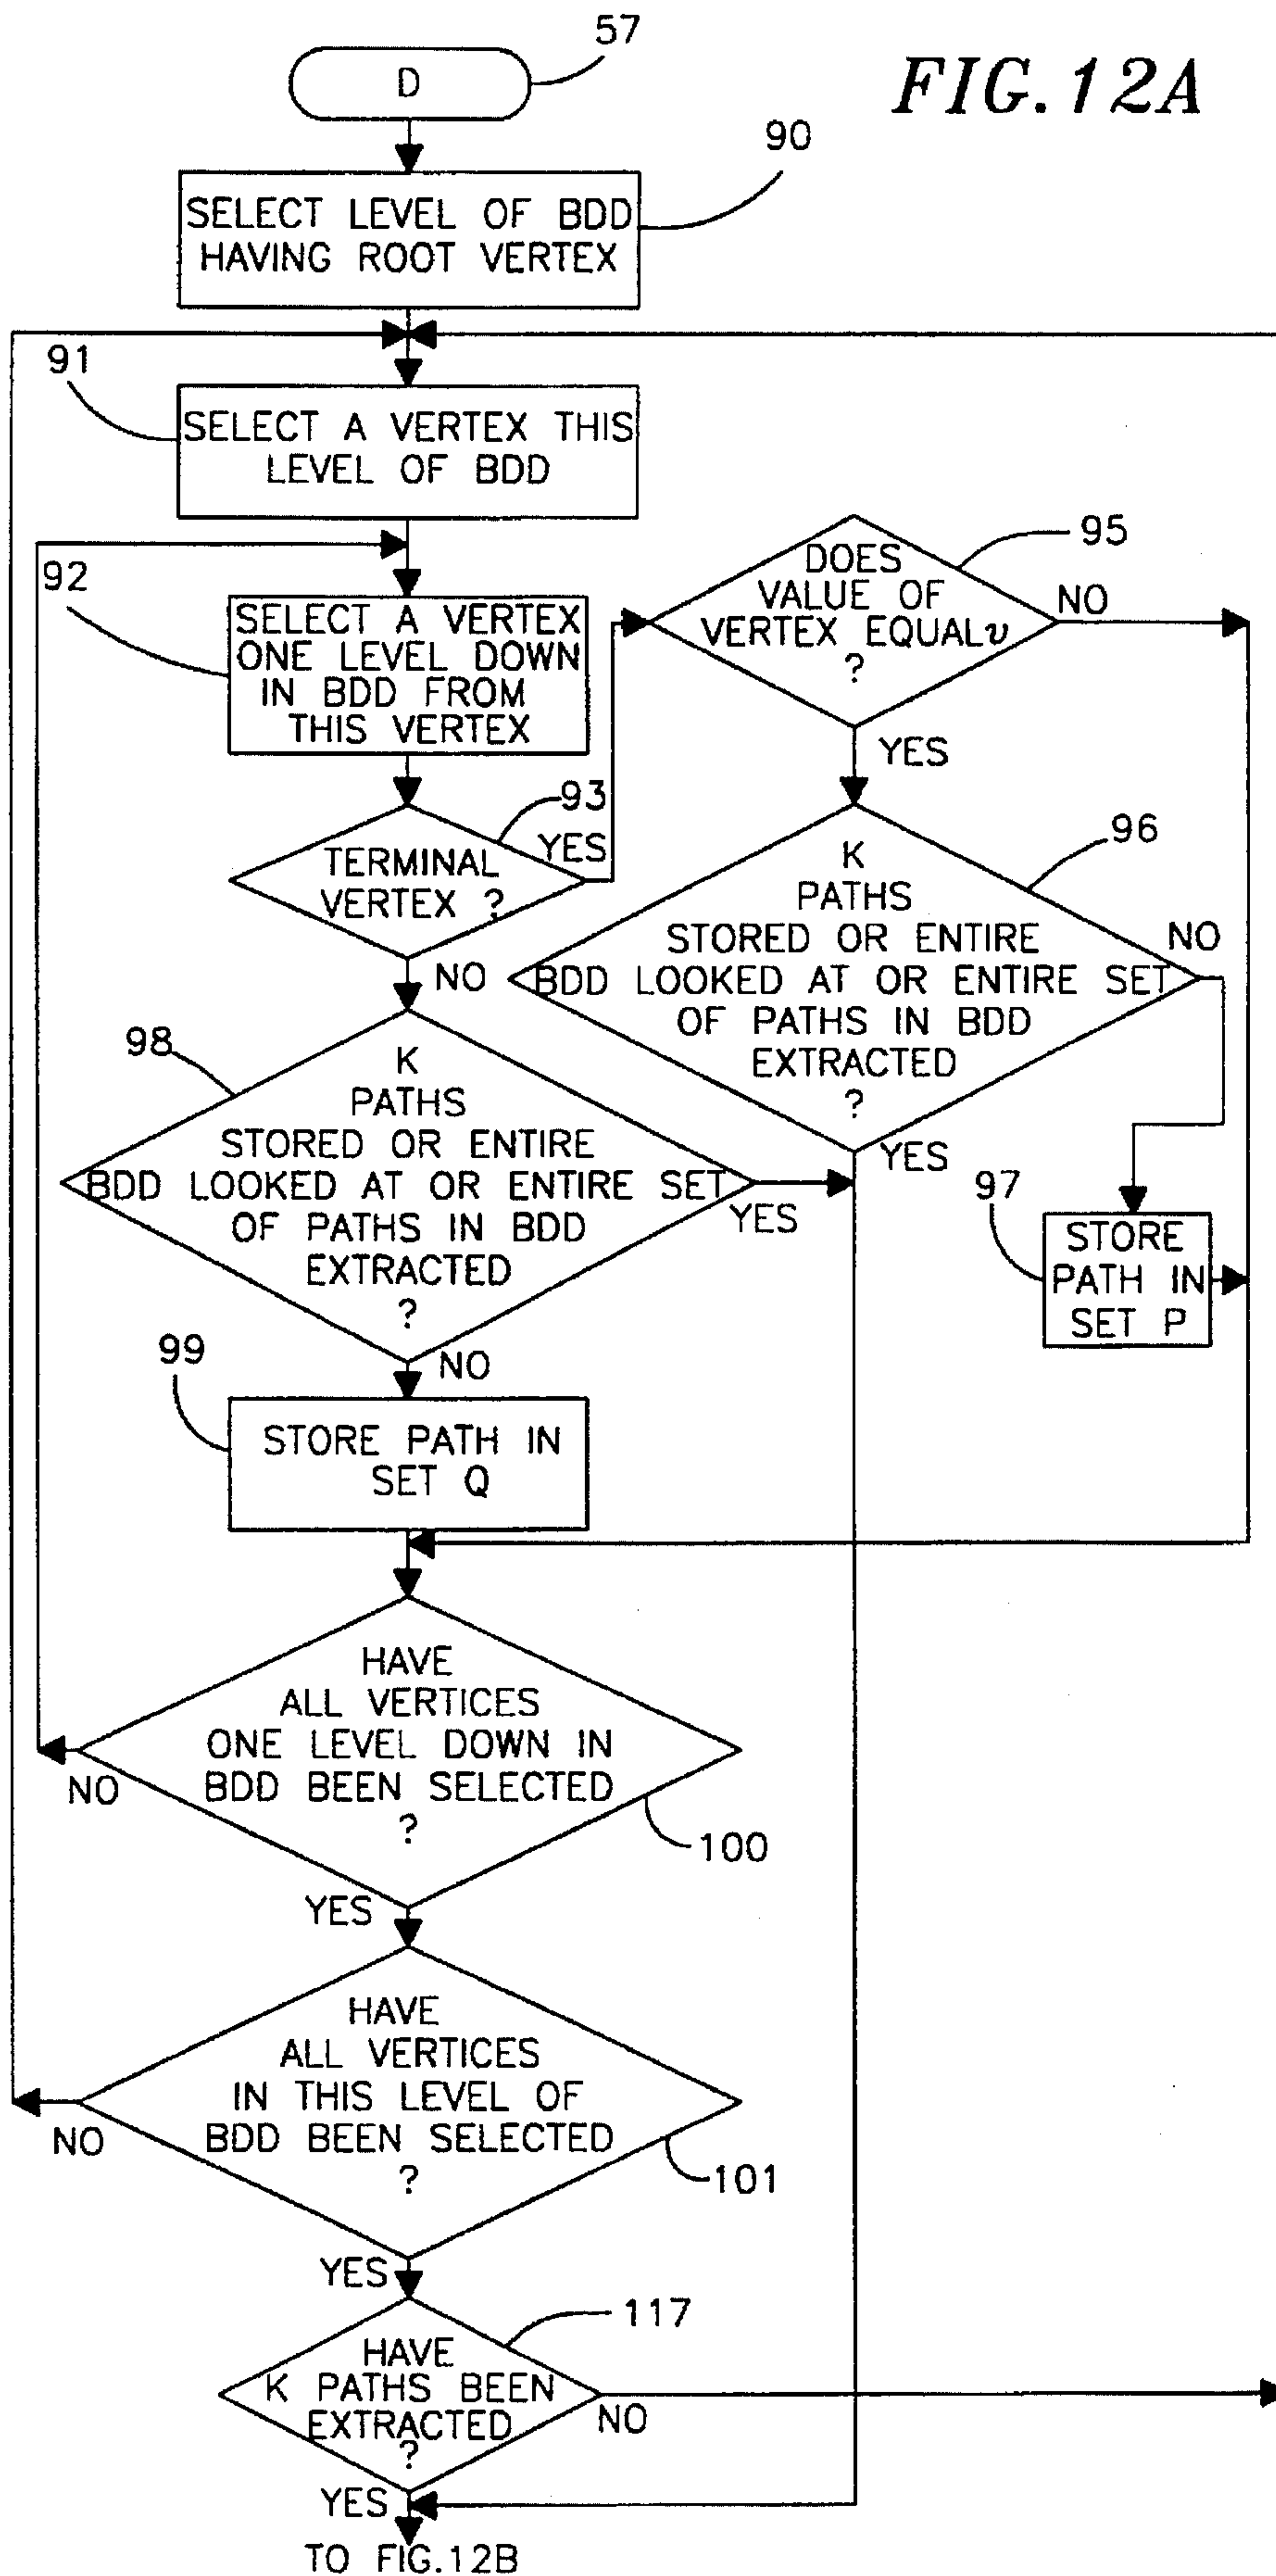 57
D
FIG. 12A
90
SELECT LEVEL OF BDD
HAVING ROOT VERTEX
91
SELECT A VERTEX THIS
LEVEL OF BDD
92
SELECT A VERTEX
ONE LEVEL DOWN
IN BDD FROM
THIS VERTEX
95
DOES
VALUE OF
VERTEX EQUAL v
?
NO
YES
93
TERMINAL
VERTEX ?
YES
NO
96
K
PATHS
STORED OR ENTIRE
BDD LOOKED AT OR ENTIRE SET
OF PATHS IN BDD
EXTRACTED
?
NO
YES
98
K
PATHS
STORED OR ENTIRE
BDD LOOKED AT OR ENTIRE SET
OF PATHS IN BDD
EXTRACTED
?
YES
NO
97
STORE
PATH IN
SET P
99
STORE PATH IN
SET Q
HAVE
ALL VERTICES
ONE LEVEL DOWN IN
BDD BEEN SELECTED
?
NO
100
YES
HAVE
ALL VERTICES
IN THIS LEVEL OF
BDD BEEN SELECTED
?
NO
101
YES
117
HAVE
K PATHS BEEN
EXTRACTED
?
NO
YES
TO FIG.12B